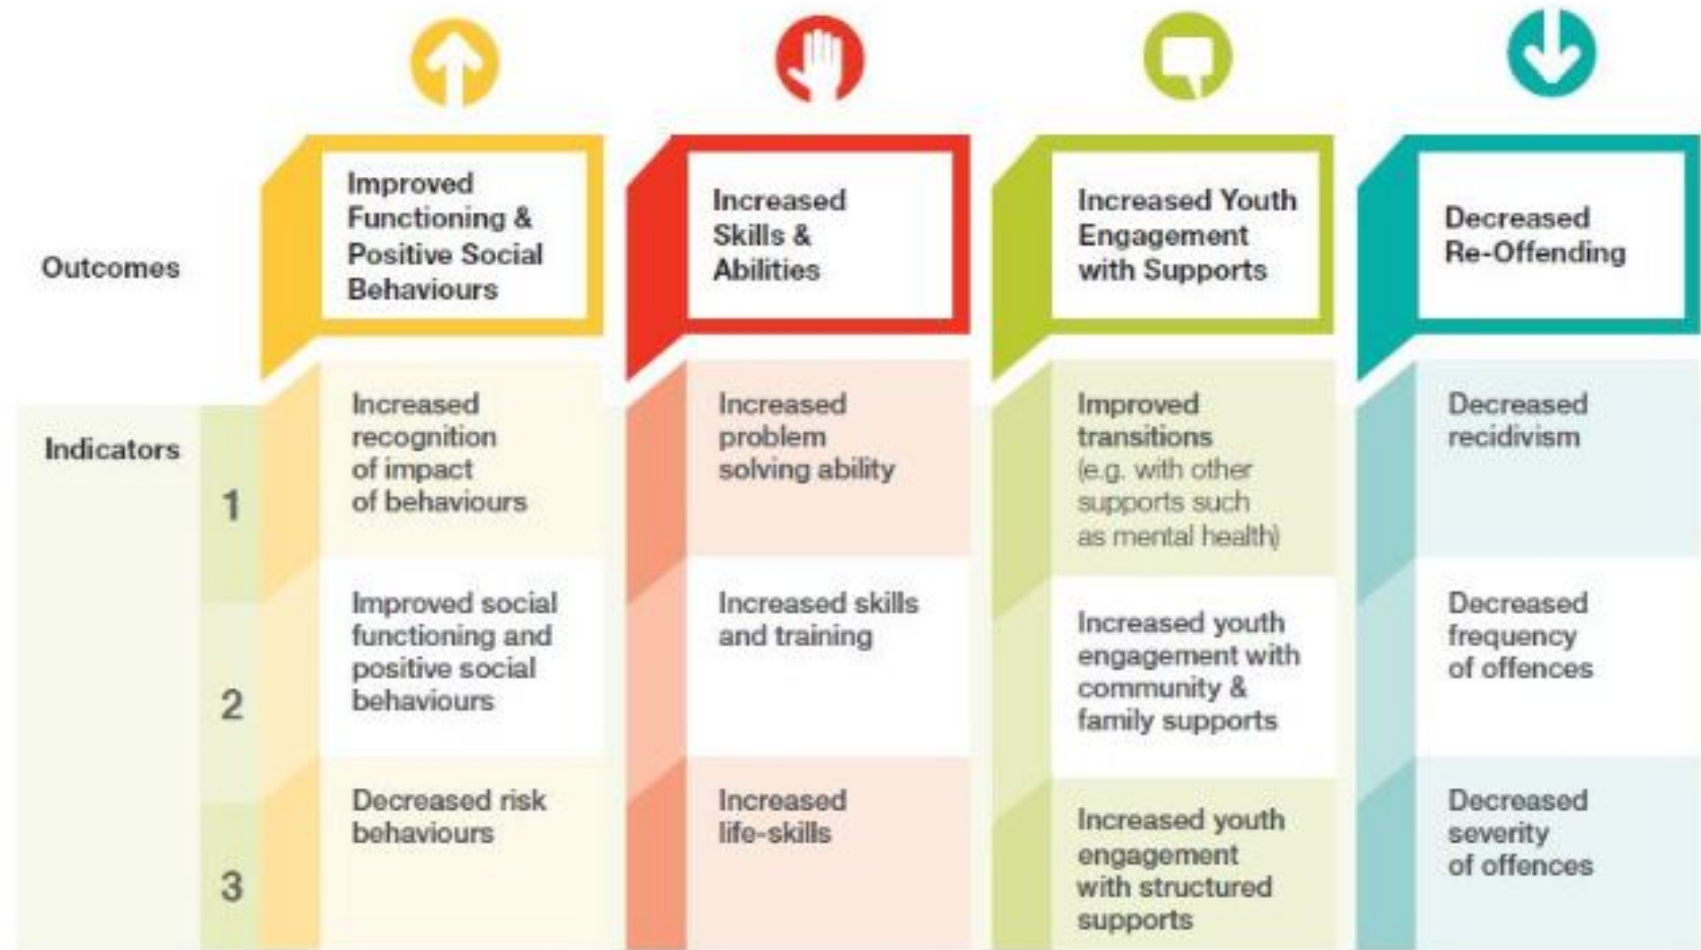 Outcomes
Improved
Functioning &
Positive Social
Behaviours
Increased
Skills &
Abilities
Increased Youth
Engagement
with Supports
Decreased
Re-Offending
Indicators
1
Increased
recognition
of impact
of behaviours
Increased
problem
solving ability
Improved
transitions
(e.g. with other
supports such
as mental health)
Decreased
recidivism
2
Improved social
functioning and
positive social
behaviours
Increased skills
and training
Increased youth
engagement with
community &
family supports
Decreased
frequency
of offences
3
Decreased risk
behaviours
Increased
life-skills
Increased youth
engagement
with structured
supports
Decreased
severity
of offences